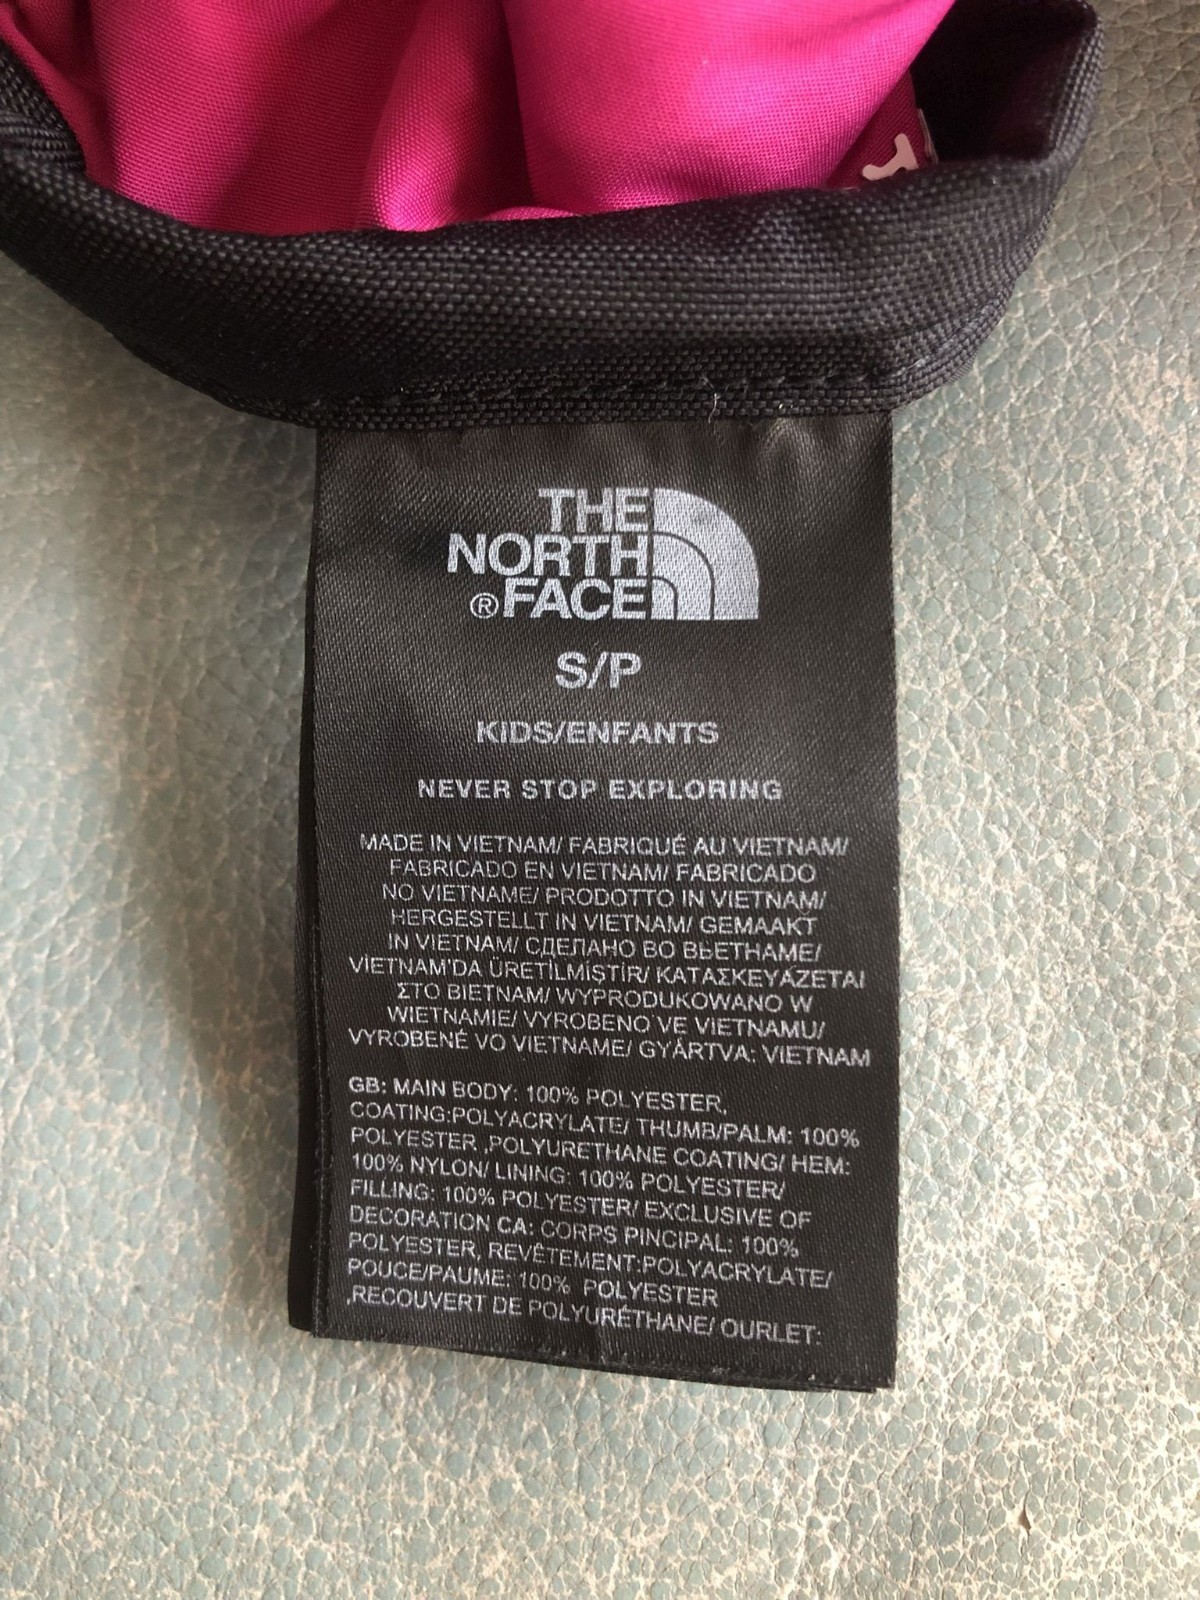 THE
NORTH
®FACE
S/P
KIDS/ENFANTS
NEVER STOP EXPLORING
MADE IN VIETNAM/ FABRIQUÉ AU VIETNAM/
FABRICADO EN VIETNAM/ FABRICADO
NO VIETNAME/ PRODOTTO IN VIETNAM/
HERGESTELLT IN VIETNAM/ GEMAAKT
IN VIETNAM/ СДЕЛАНО ВО ВЬЕТНАМЕ/
VİETNAM'DA ÜRETİLMİŞTİR/ ΚΑΤΑΣΚΕΥΆΖΕΤΑΙ
ΣΤΟ ΒΙΕΤΝΑΜ/ WYPRODUKOWANO W
WIETNAMIE/ VYROBENO VE VIETNAMU/
VYROBENÉ VO VIETNAME/ GYÁRTVA: VIETNAM
GB: MAIN BODY: 100% POLYESTER,
COATING:POLYACRYLATE/ THUMB/PALM: 100%
POLYESTER ,POLYURETHANE COATING/ HEM:
100% NYLON/ LINING: 100% POLYESTER/
FILLING: 100% POLYESTER/ EXCLUSIVE OF
DECORATION CA: CORPS PINCIPAL: 100%
POLYESTER, REVÊTEMENT:POLYACRYLATE/
POUCE/PAUME: 100% POLYESTER
,RECOUVERT DE POLYURÉTHANE/ OURLET: